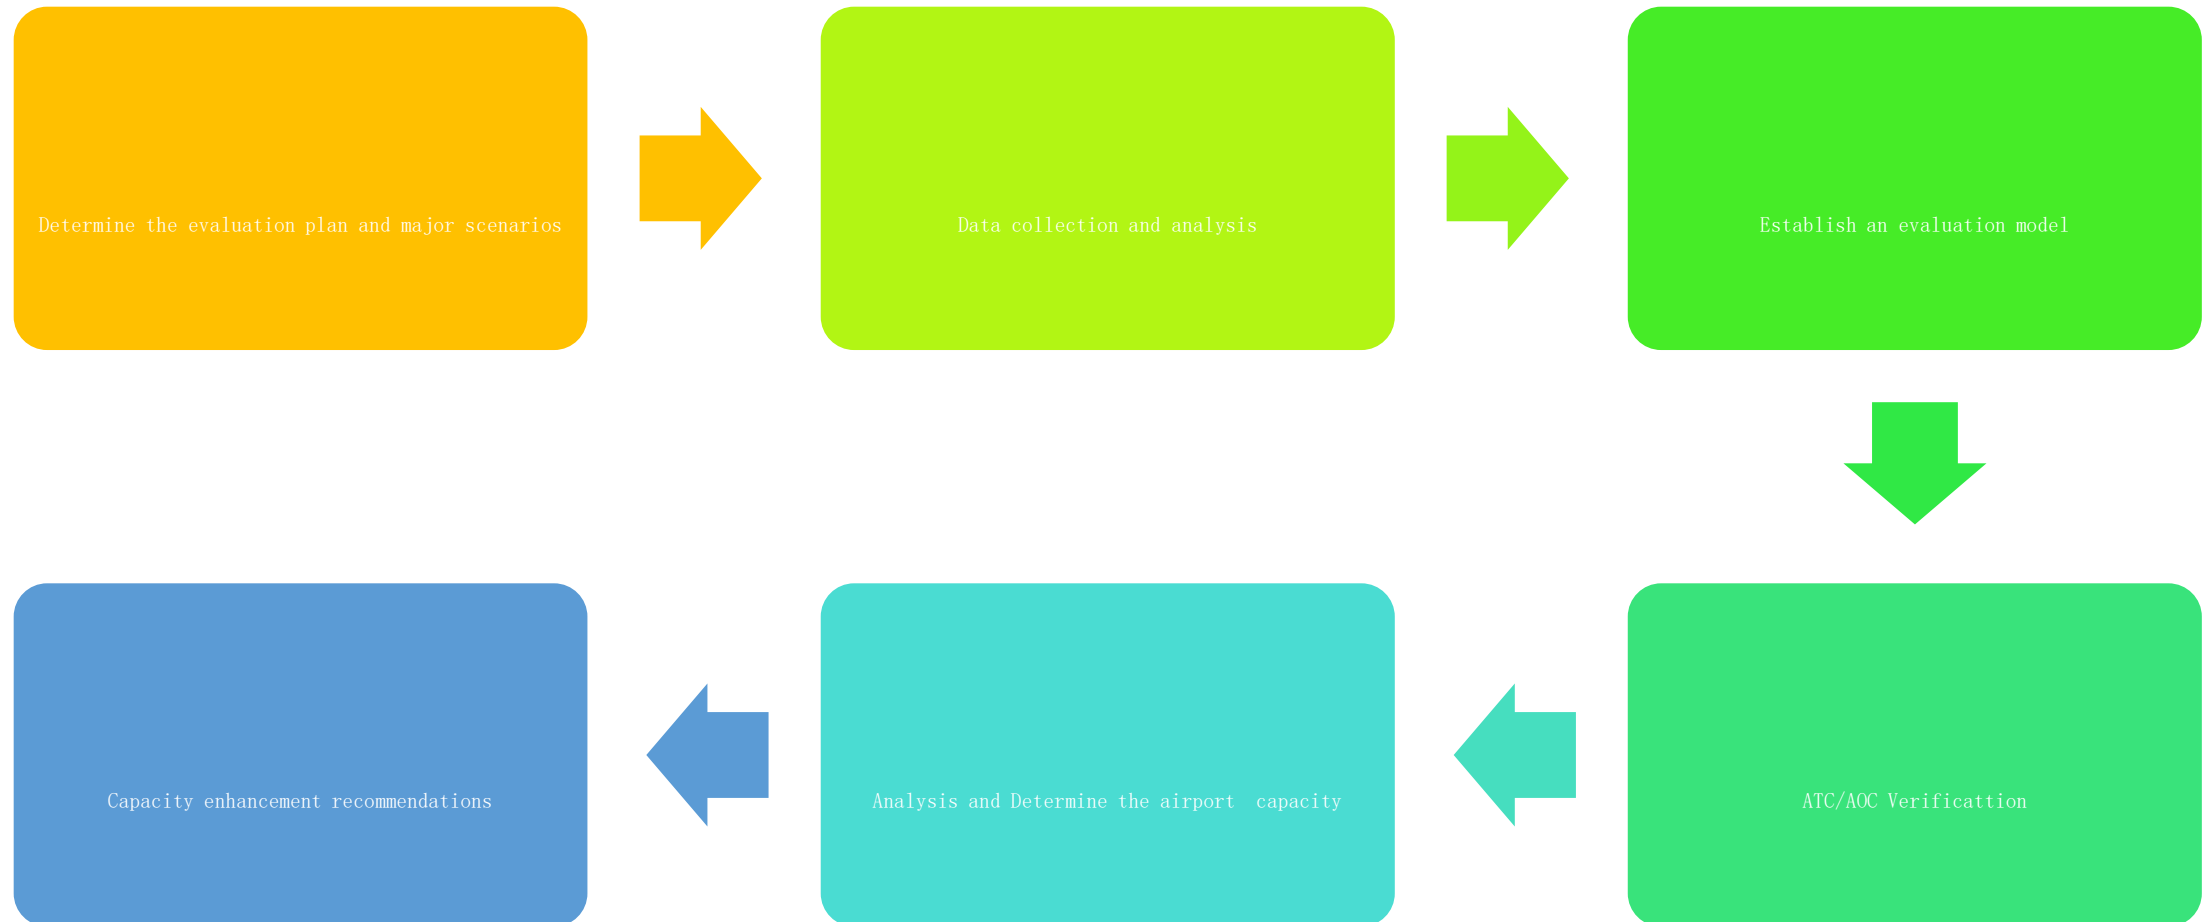 Determine the evaluation plan and major scenarios
Data collection and analysis
Establish an evaluation model
ATC/AOC Verificattion
Analysis and Determine the airport  capacity
Capacity enhancement recommendations